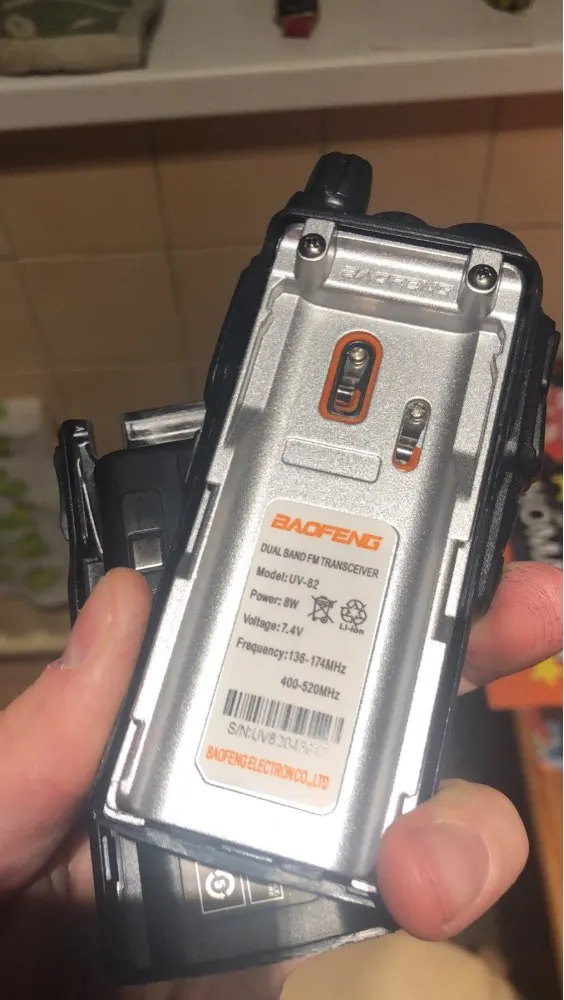 BAOFENG
BAOFENG
DUAL BAND FM TRANSCEIVER
Model:UV-82
Power:8W
Li-ion
Voltage:7.4V
Frequency:136-174MHz
400-520MHz
BAOFENG ELECTRON CO.,LTD